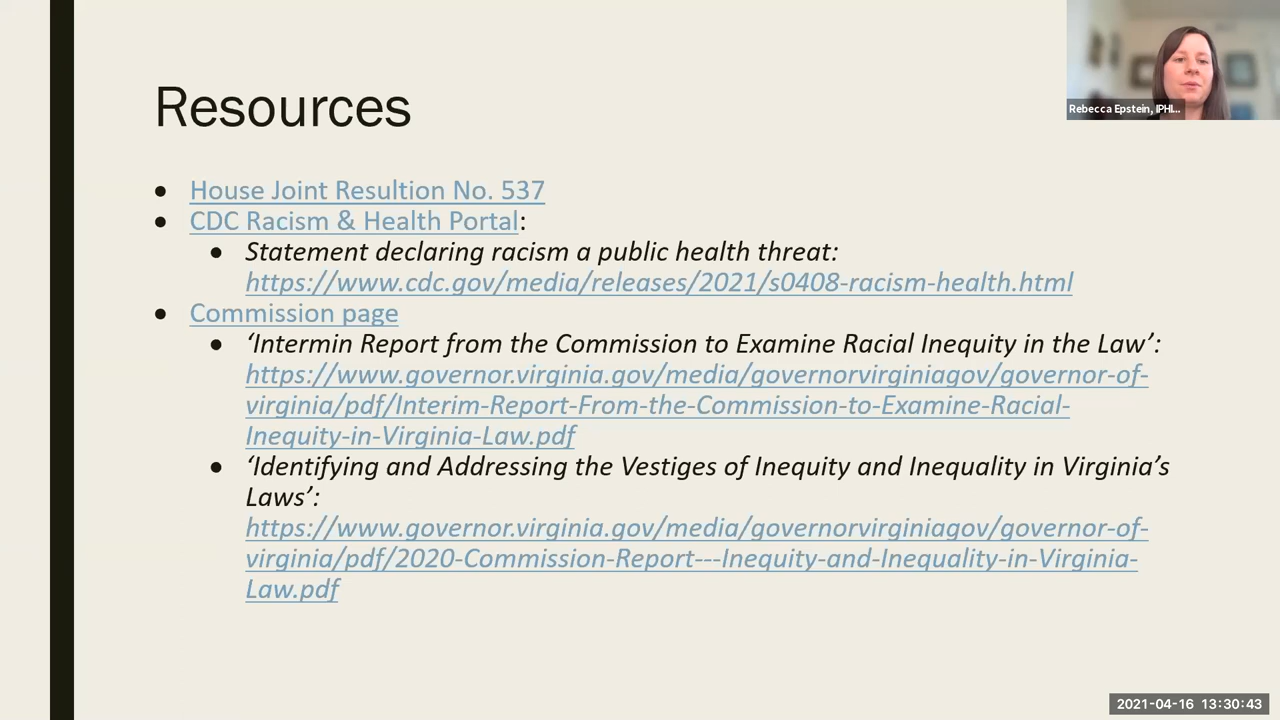 Resources
Rebecca Epstein, IPHI...
House Joint Resultion No. 537
CDC Racism & Health Portal:
Statement declaring racism a public health threat:
https://www.cdc.gov/media/releases/2021/s0408-racism-health.html
Commission page
‘Intermin Report from the Commission to Examine Racial Inequity in the Law’:
https://www.governor.virginia.gov/media/governorvirginiagov/governor-of-
virginia/pdf/Interim-Report-From-the-Commission-to-Examine-Racial-
Inequity-in-Virginia-Law.pdf
‘Identifying and Addressing the Vestiges of Inequity and Inequality in Virginia’s
Laws’:
https://www.governor.virginia.gov/media/governorvirginiagov/governor-of-
virginia/pdf/2020-Commission-Report---Inequity-and-Inequality-in-Virginia-
Law.pdf
2021-04-16 13:30:43